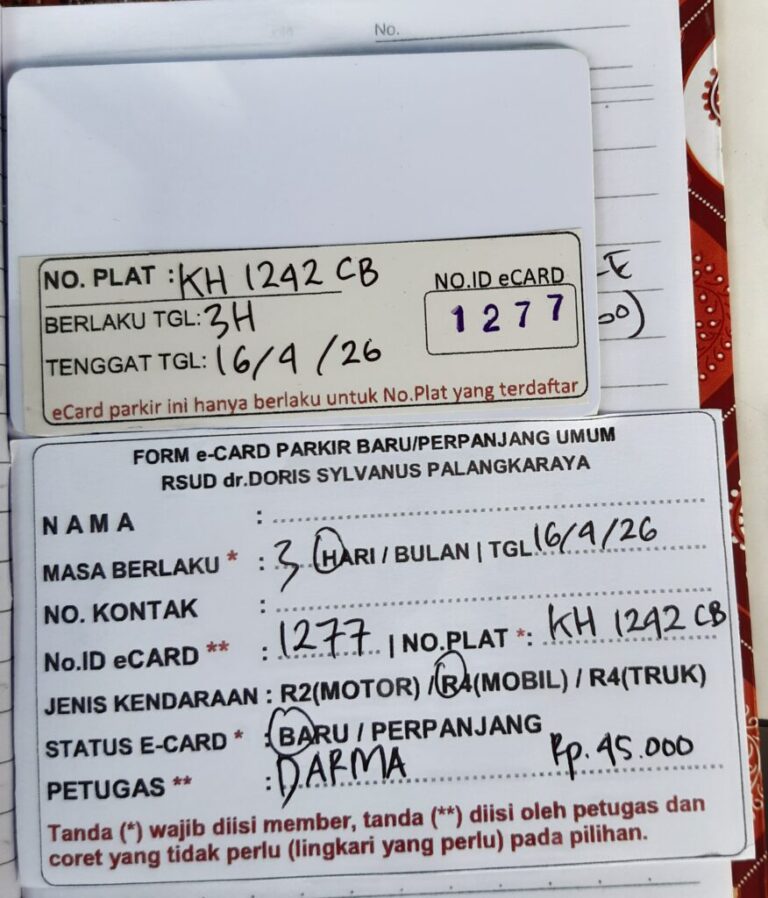 No.
NO. PLAT : KH 1242 CB
NO.ID eCARD
1277
BERLAKU TGL: 3H
TENGGAT TGL: 16/4/26
eCard parkir ini hanya berlaku untuk No.Plat yang terdaftar
FORM e-CARD PARKIR BARU/PERPANJANG UMUM
RSUD dr.DORIS SYLVANUS PALANGKARAYA
NAMA :
MASA BERLAKU * : 3 HARI / BULAN | TGL 16/4/26
NO. KONTAK :
No.ID eCARD ** : 1277 | NO.PLAT *: KH 1242 CB
JENIS KENDARAAN : R2(MOTOR) / R4(MOBIL) / R4(TRUK)
STATUS E-CARD * : BARU / PERPANJANG
PETUGAS ** : DARMA Rp. 45.000
Tanda (*) wajib diisi member, tanda (**) diisi oleh petugas dan
coret yang tidak perlu (lingkari yang perlu) pada pilihan.